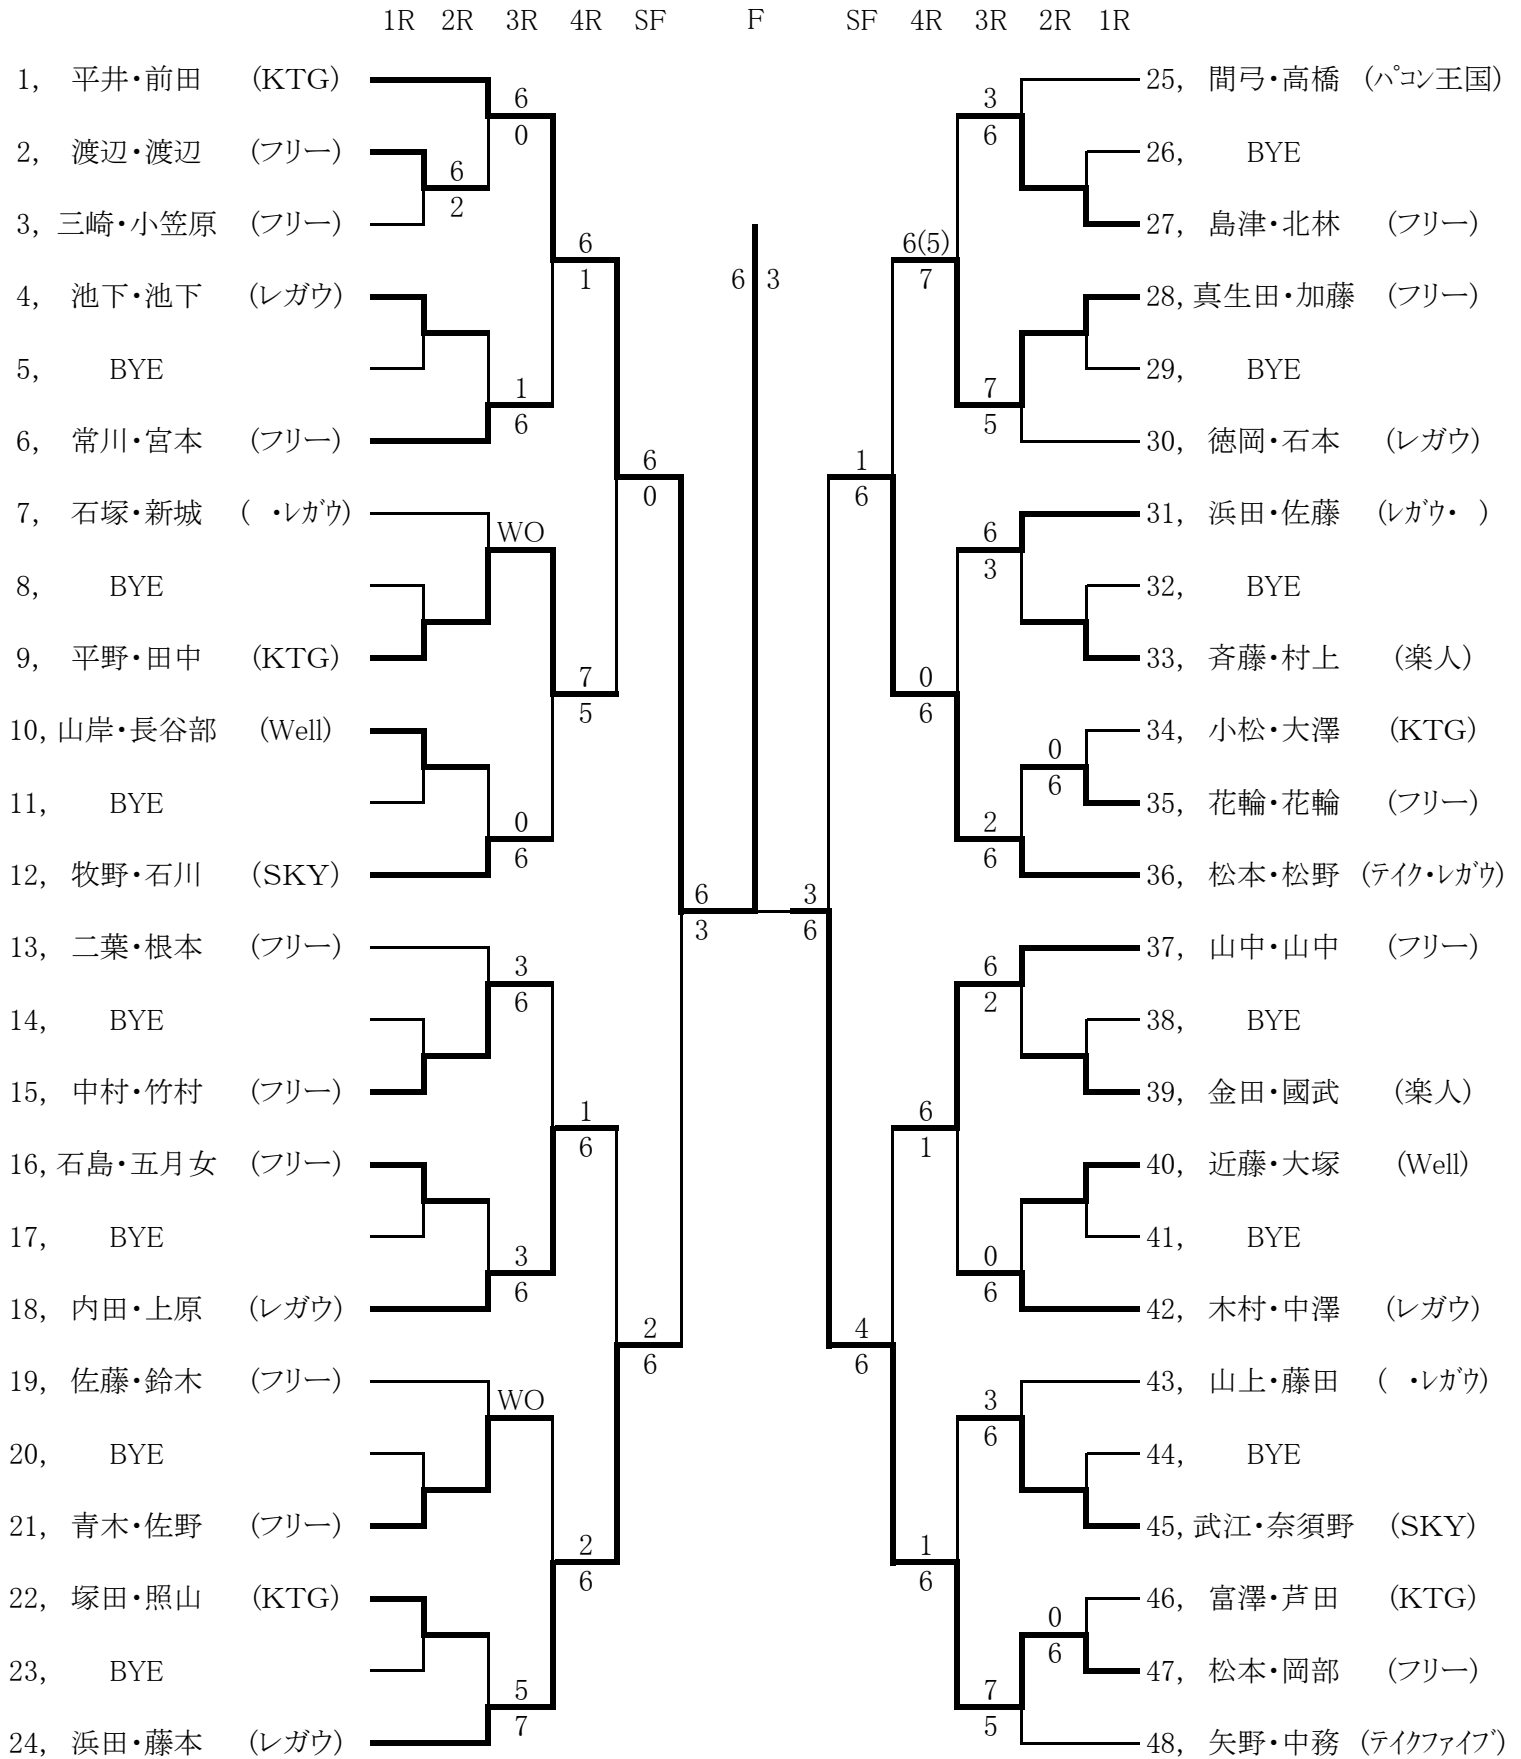 1R 2R 3R 4R SF F SF 4R 3R 2R 1R
1, 平井・前田 (KTG) 25, 間弓・高橋 (ﾊﾟｺﾝ王国)
6 3
0 6
2, 渡辺・渡辺 (フリー) 26, BYE
6
2
3, 三崎・小笠原 (フリー) 27, 島津・北林 (フリー)
6 6(5)
1 6 3 7
4, 池下・池下 (レガウ) 28, 真生田・加藤 (フリー)
5, BYE 29, BYE
1 7
6 5
6, 常川・宮本 (フリー) 30, 徳岡・石本 (レガウ)
6 1
0 6
7, 石塚・新城 ( ・ﾚｶﾞｳ) 31, 浜田・佐藤 (ﾚｶﾞｳ・ )
WO 6
3
8, BYE 32, BYE
9, 平野・田中 (KTG) 33, 斉藤・村上 (楽人)
7 0
5 6
10, 山岸・長谷部 (Well) 34, 小松・大澤 (KTG)
0
6
11, BYE 35, 花輪・花輪 (フリー)
0 2
6 6
12, 牧野・石川 (SKY) 36, 松本・松野 (ﾃｲｸ・ﾚｶﾞｳ)
6 3
3 6
13, 二葉・根本 (フリー) 37, 山中・山中 (フリー)
3 6
6 2
14, BYE 38, BYE
15, 中村・竹村 (フリー) 39, 金田・國武 (楽人)
1 6
6 1
16, 石島・五月女 (フリー) 40, 近藤・大塚 (Well)
17, BYE 41, BYE
3 0
6 6
18, 内田・上原 (レガウ) 42, 木村・中澤 (レガウ)
2 4
6 6
19, 佐藤・鈴木 (フリー) 43, 山上・藤田 ( ・ﾚｶﾞｳ)
WO 3
6
20, BYE 44, BYE
21, 青木・佐野 (フリー) 45, 武江・奈須野 (SKY)
2 1
6 6
22, 塚田・照山 (KTG) 46, 富澤・芦田 (KTG)
0
6
23, BYE 47, 松本・岡部 (フリー)
5 7
7 5
24, 浜田・藤本 (レガウ) 48, 矢野・中務 (ﾃｲｸﾌｧｲﾌﾞ)